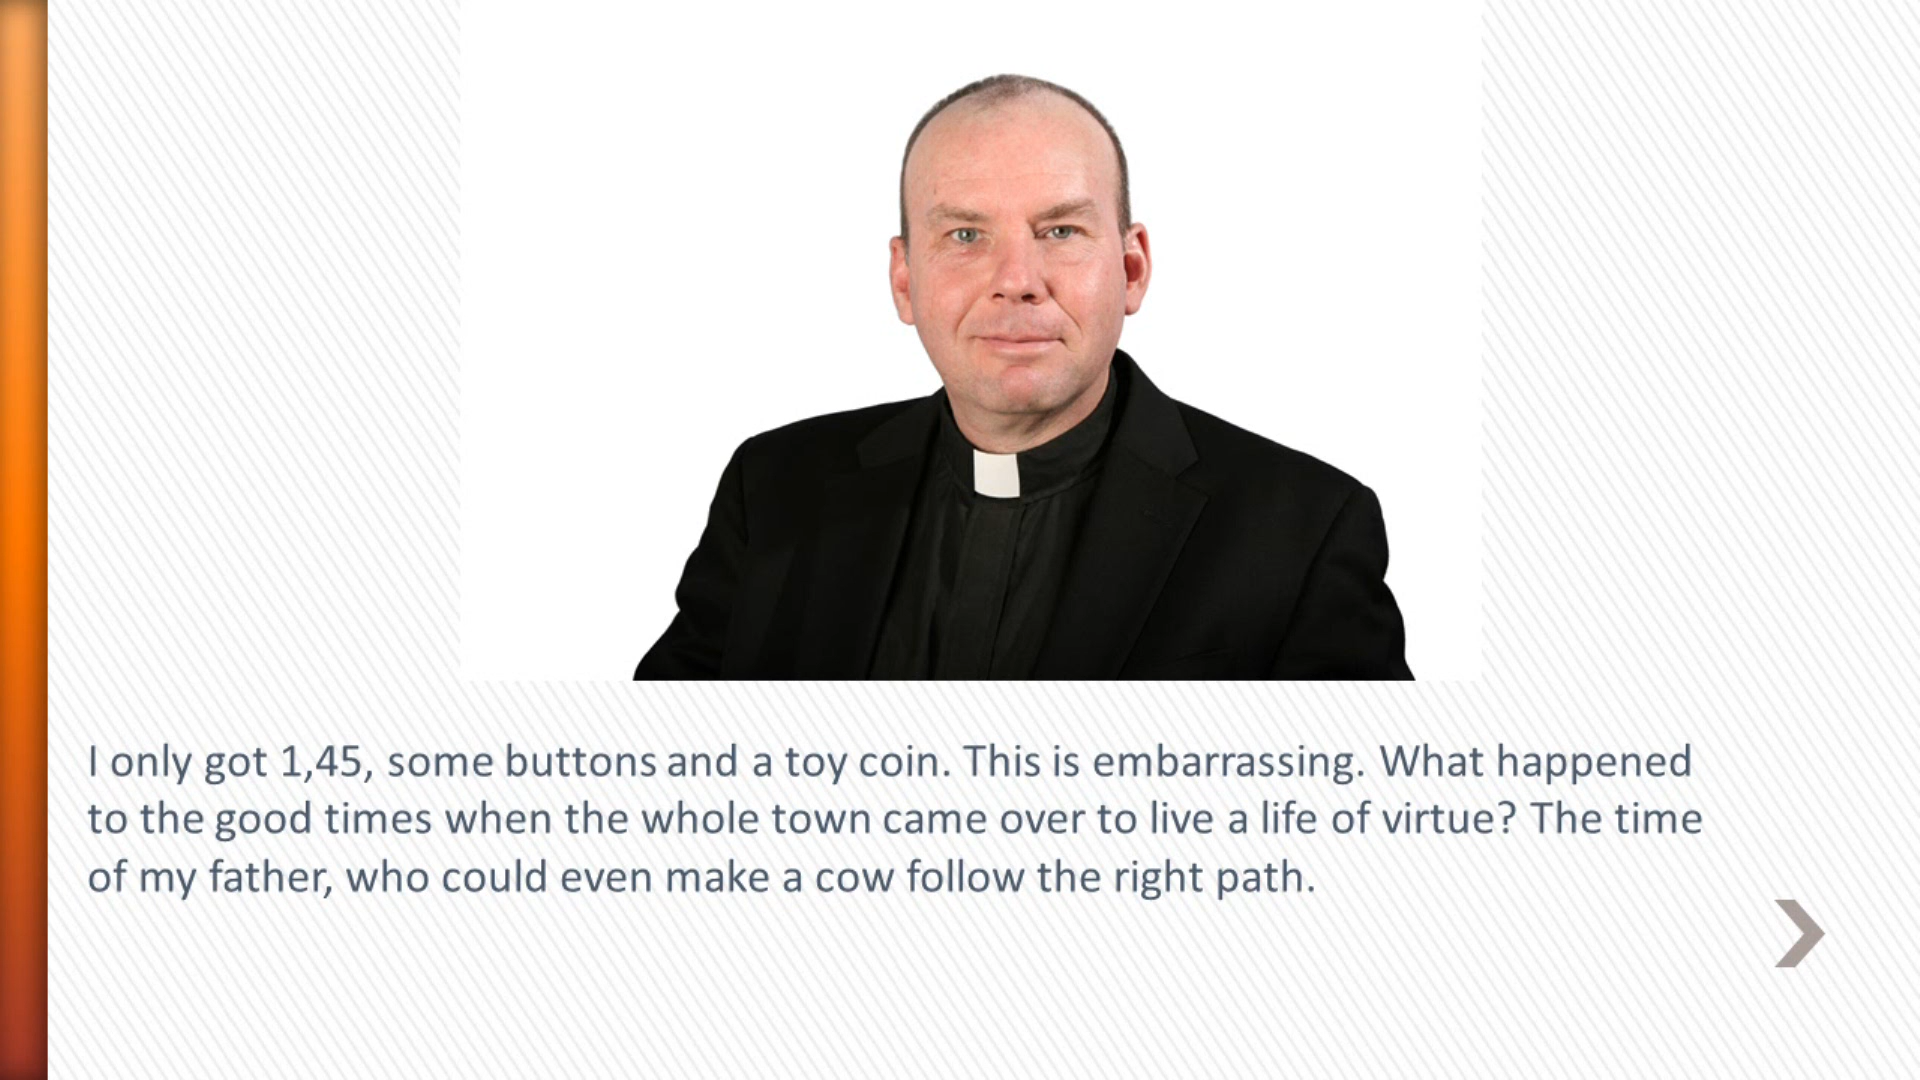 I only got 1,45, some buttons and a toy coin. This is embarrassing. What happened
to the good times when the whole town came over to live a life of virtue? The time
of my father, who could even make a cow follow the right path.